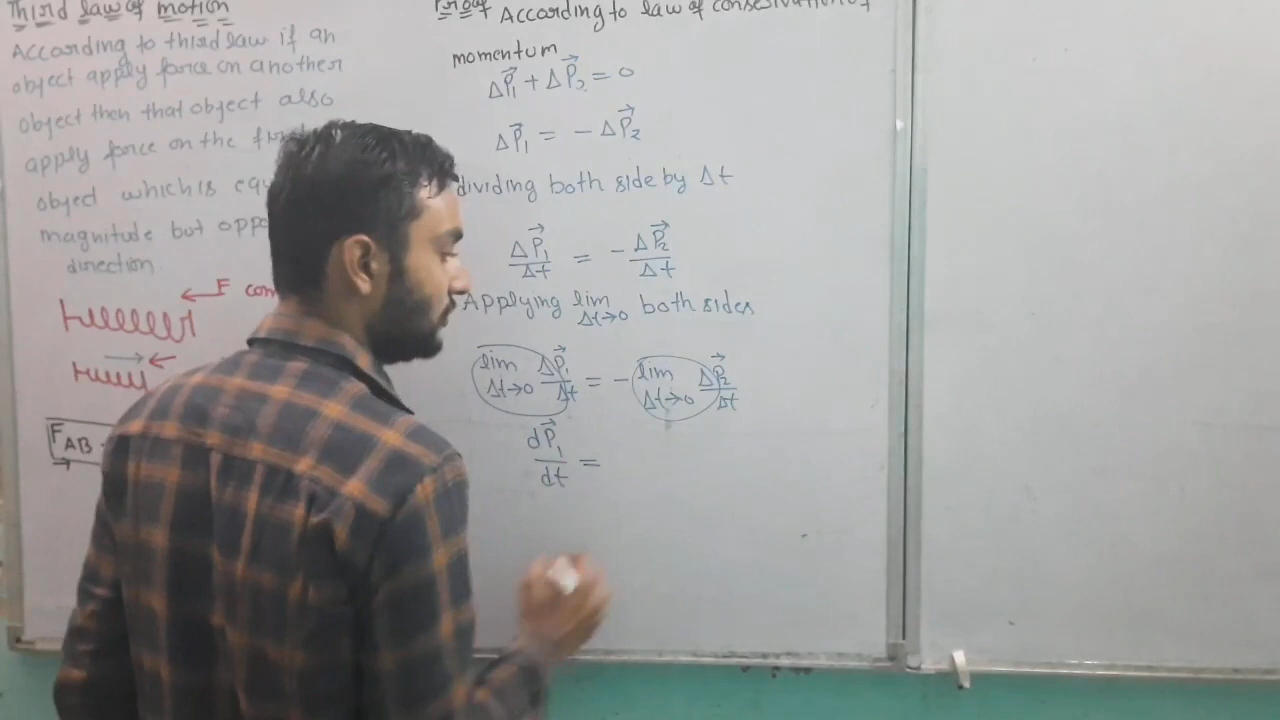 Third law of motion
According to third law if an
object apply force on another
object then that object also
apply force on the
object which is
magnitude but
direction
F
F_AB
Proof According to law of
momentum
ΔP⃗₁ + ΔP⃗₂ = 0
ΔP⃗₁ = - ΔP⃗₂
dividing both side by Δt
ΔP⃗₁/Δt = - ΔP⃗₂/Δt
Applying lim Δt→0 both sides
lim Δt→0 ΔP⃗₁/Δt = - lim Δt→0 ΔP⃗₂/Δt
dP⃗₁/dt =